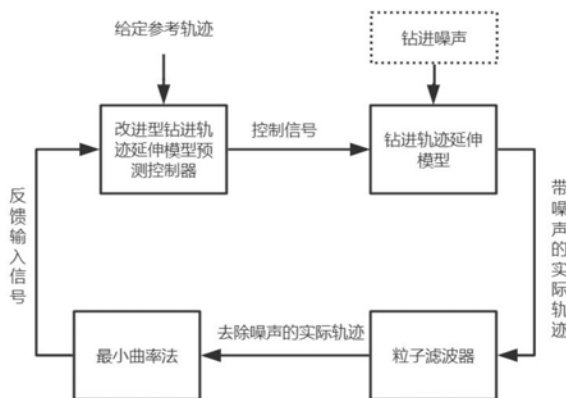 给定参考轨迹
钻进噪声
改进型钻进轨
迹延伸模型预
测控制器
控制信号
钻进轨迹延伸
模型
反馈输入信号
带噪声的实际轨迹
最小曲率法
去除噪声的实际轨迹
粒子滤波器